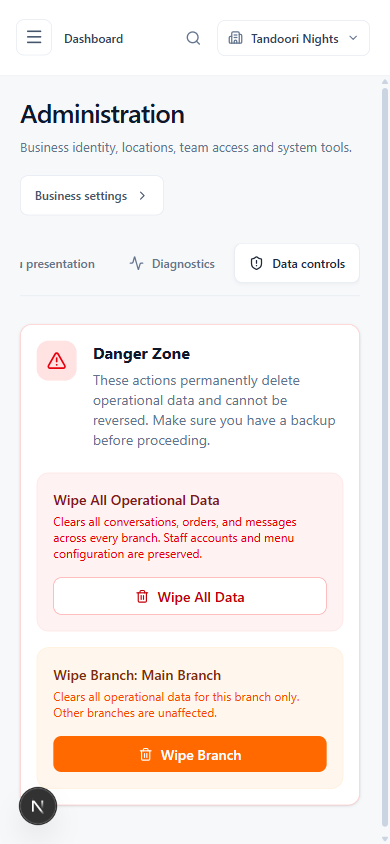 Dashboard
Tandoori Nights
Administration
Business identity, locations, team access and system tools.
Business settings
presentation
Diagnostics
Data controls
Danger Zone
These actions permanently delete
operational data and cannot be
reversed. Make sure you have a backup
before proceeding.
Wipe All Operational Data
Clears all conversations, orders, and messages
across every branch. Staff accounts and menu
configuration are preserved.
Wipe All Data
Wipe Branch: Main Branch
Clears all operational data for this branch only.
Other branches are unaffected.
Wipe Branch
N